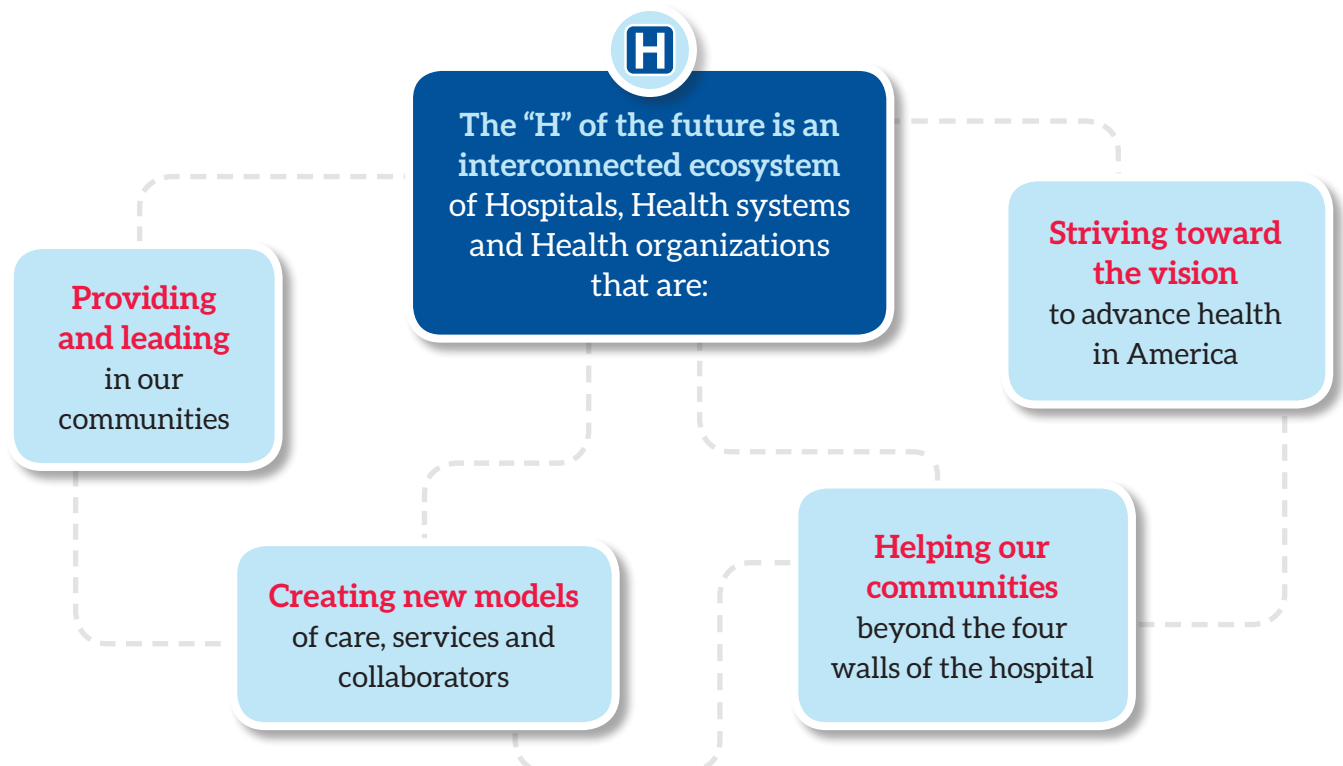 H
The “H” of the future is an
interconnected ecosystem
of Hospitals, Health systems
and Health organizations
that are:
Providing
and leading
in our
communities
Creating new models
of care, services and
collaborators
Helping our
communities
beyond the four
walls of the hospital
Striving toward
the vision
to advance health
in America